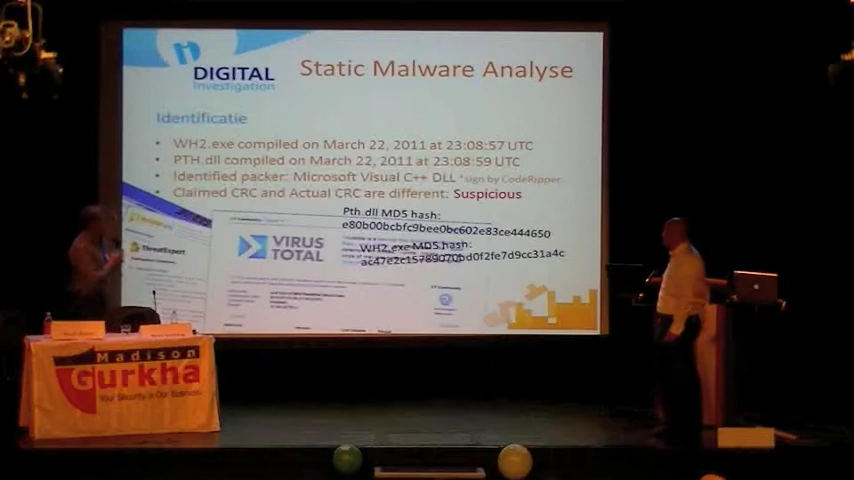 DIGITAL
investigation
Static Malware Analyse
Identificatie
• WH2.exe compiled on March 22, 2011 at 23:08:57 UTC
• PTH.dll compiled on March 22, 2011 at 23:08:59 UTC
• Identified packer: Microsoft Visual C++ DLL *sign by CodeRipper
• Claimed CRC and Actual CRC are different: Suspicious
Pth.dll MD5 hash:
e80b00bcbfc9bee0bc602e83ce444650
WH2.exe MD5 hash:
ac47e2c15789070bd0f2fe7d9cc31a4c
ThreatExpert
VIRUS
TOTAL
Madison
Gurkha
Your Security is Our Business